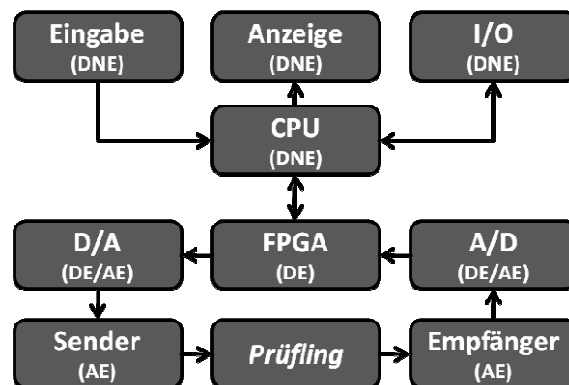 Eingabe
(DNE)
Anzeige
(DNE)
I/O
(DNE)
CPU
(DNE)
D/A
(DE/AE)
FPGA
(DE)
A/D
(DE/AE)
Sender
(AE)
Prüfling
Empfänger
(AE)